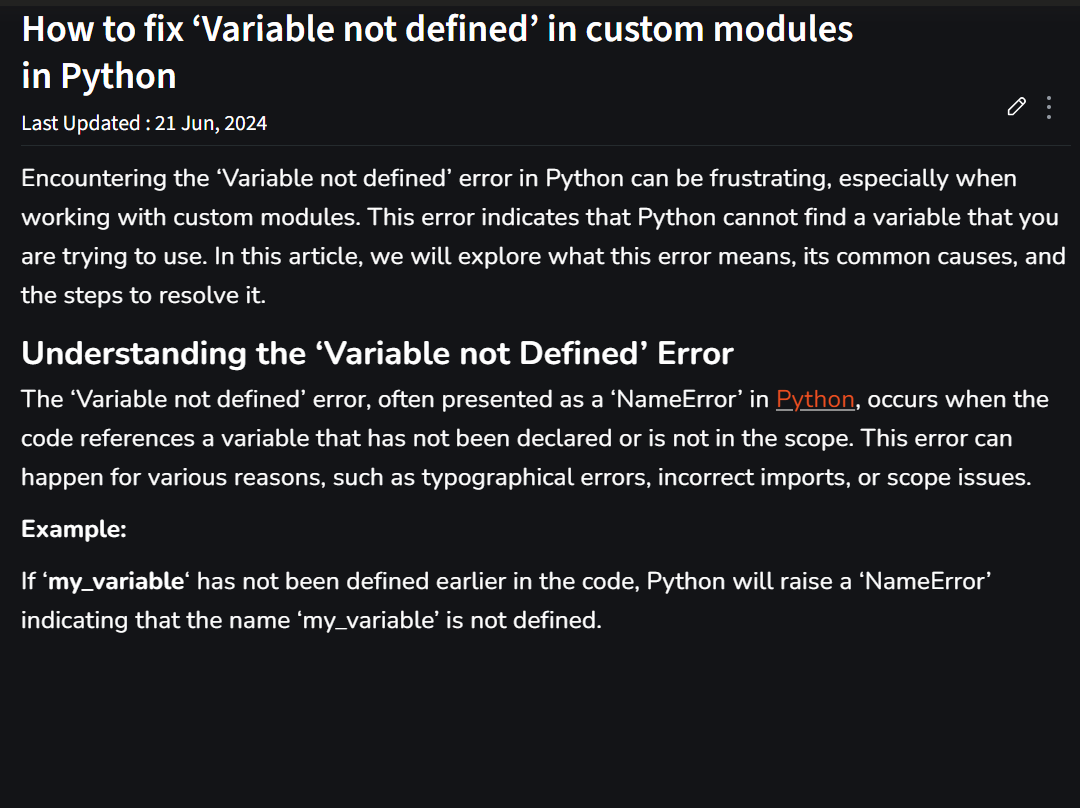 How to fix ‘Variable not defined’ in custom modules
in Python
Last Updated : 21 Jun, 2024
Encountering the ‘Variable not defined’ error in Python can be frustrating, especially when
working with custom modules. This error indicates that Python cannot find a variable that you
are trying to use. In this article, we will explore what this error means, its common causes, and
the steps to resolve it.
Understanding the ‘Variable not Defined’ Error
The ‘Variable not defined’ error, often presented as a ‘NameError’ in Python, occurs when the
code references a variable that has not been declared or is not in the scope. This error can
happen for various reasons, such as typographical errors, incorrect imports, or scope issues.
Example:
If ‘my_variable‘ has not been defined earlier in the code, Python will raise a ‘NameError’
indicating that the name ‘my_variable’ is not defined.